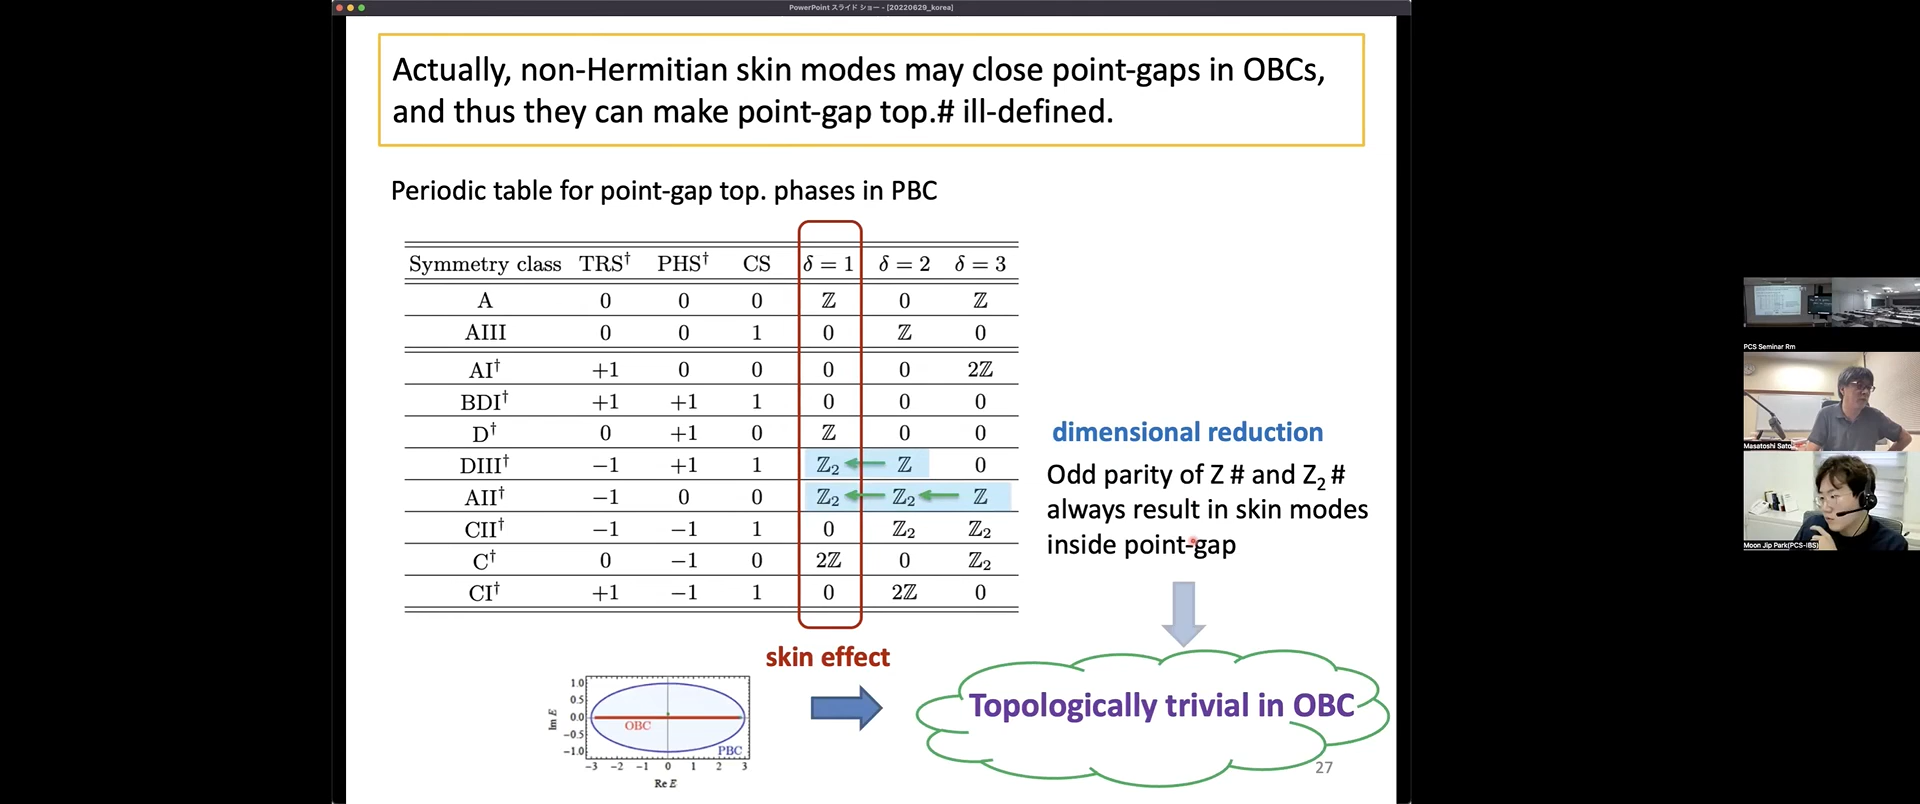 PowerPoint スライド ショー - [20220629_korea]
Actually, non-Hermitian skin modes may close point-gaps in OBCs,
and thus they can make point-gap top.# ill-defined.
Periodic table for point-gap top. phases in PBC
Symmetry class TRS† PHS† CS δ = 1 δ = 2 δ = 3
A 0 0 0 ℤ 0 ℤ
AIII 0 0 1 0 ℤ 0
AI† +1 0 0 0 0 2ℤ
BDI† +1 +1 1 0 0 0
D† 0 +1 0 ℤ 0 0
DIII† −1 +1 1 ℤ₂ ← ℤ 0
AII† −1 0 0 ℤ₂ ← ℤ₂ ← ℤ
CII† −1 −1 1 0 ℤ₂ ℤ₂
C† 0 −1 0 2ℤ 0 ℤ₂
CI† +1 −1 1 0 2ℤ 0
dimensional reduction
Odd parity of Z # and Z₂ #
always result in skin modes
inside point-gap
skin effect
Topologically trivial in OBC
27
1.0
0.5
0.0
−0.5
−1.0
Im E
OBC
PBC
−3 −2 −1 0 1 2 3
Re E
PCS Seminar Rm
Masatoshi Sato
Moon Jip Park(PCS-IBS)